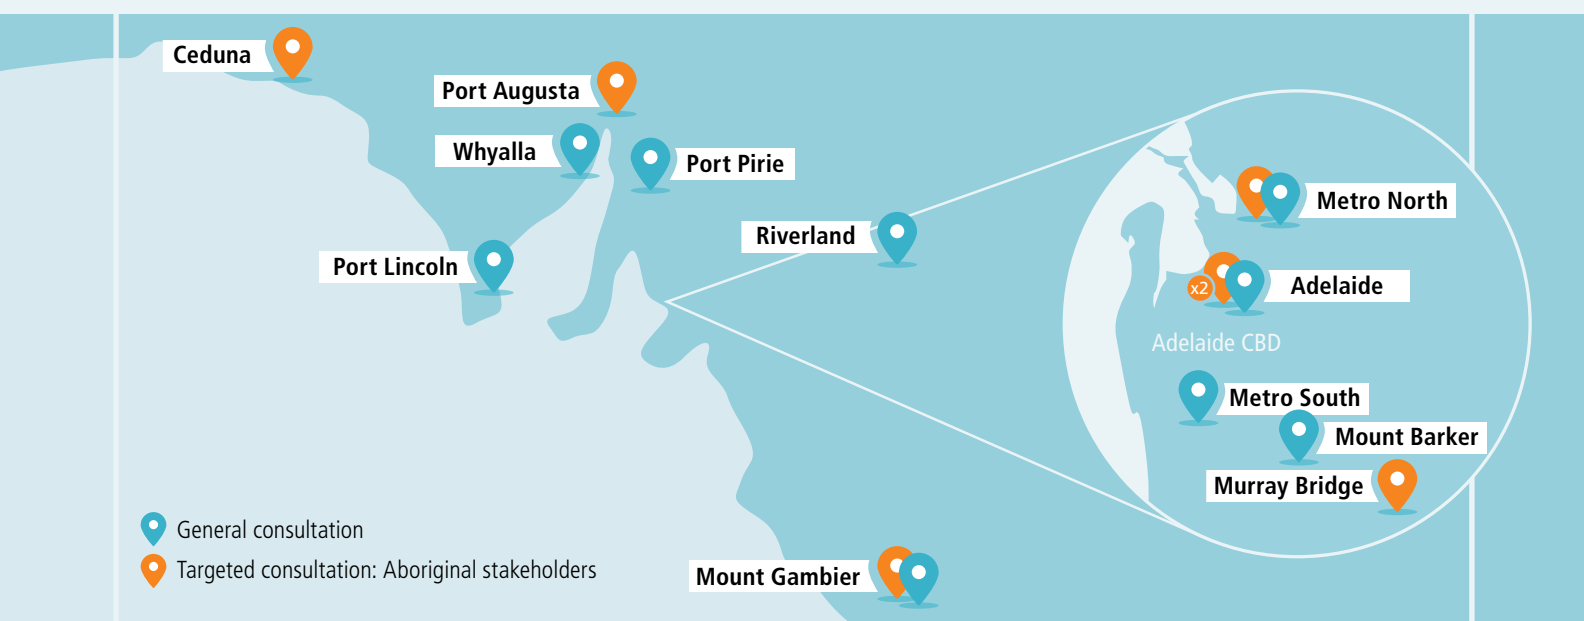 Ceduna
Port Augusta
Whyalla
Port Pirie
Riverland
Port Lincoln
Metro North
x2
Adelaide
Adelaide CBD
Metro South
Mount Barker
Murray Bridge
General consultation
Targeted consultation: Aboriginal stakeholders
Mount Gambier